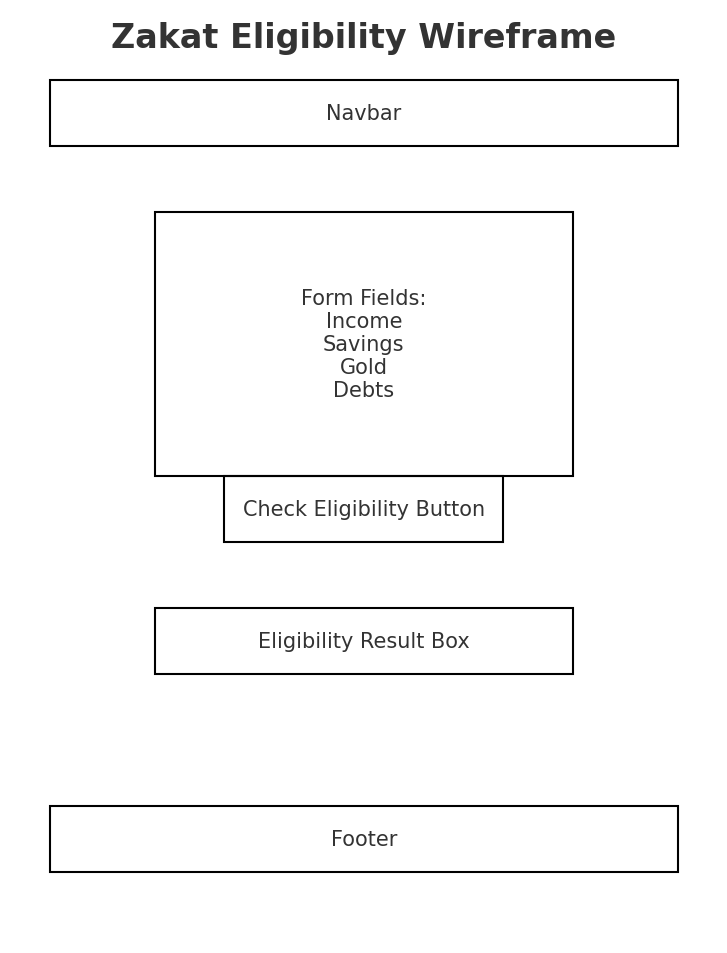 Zakat Eligibility Wireframe
Navbar
Form Fields:
Income
Savings
Gold
Debts
Check Eligibility Button
Eligibility Result Box
Footer